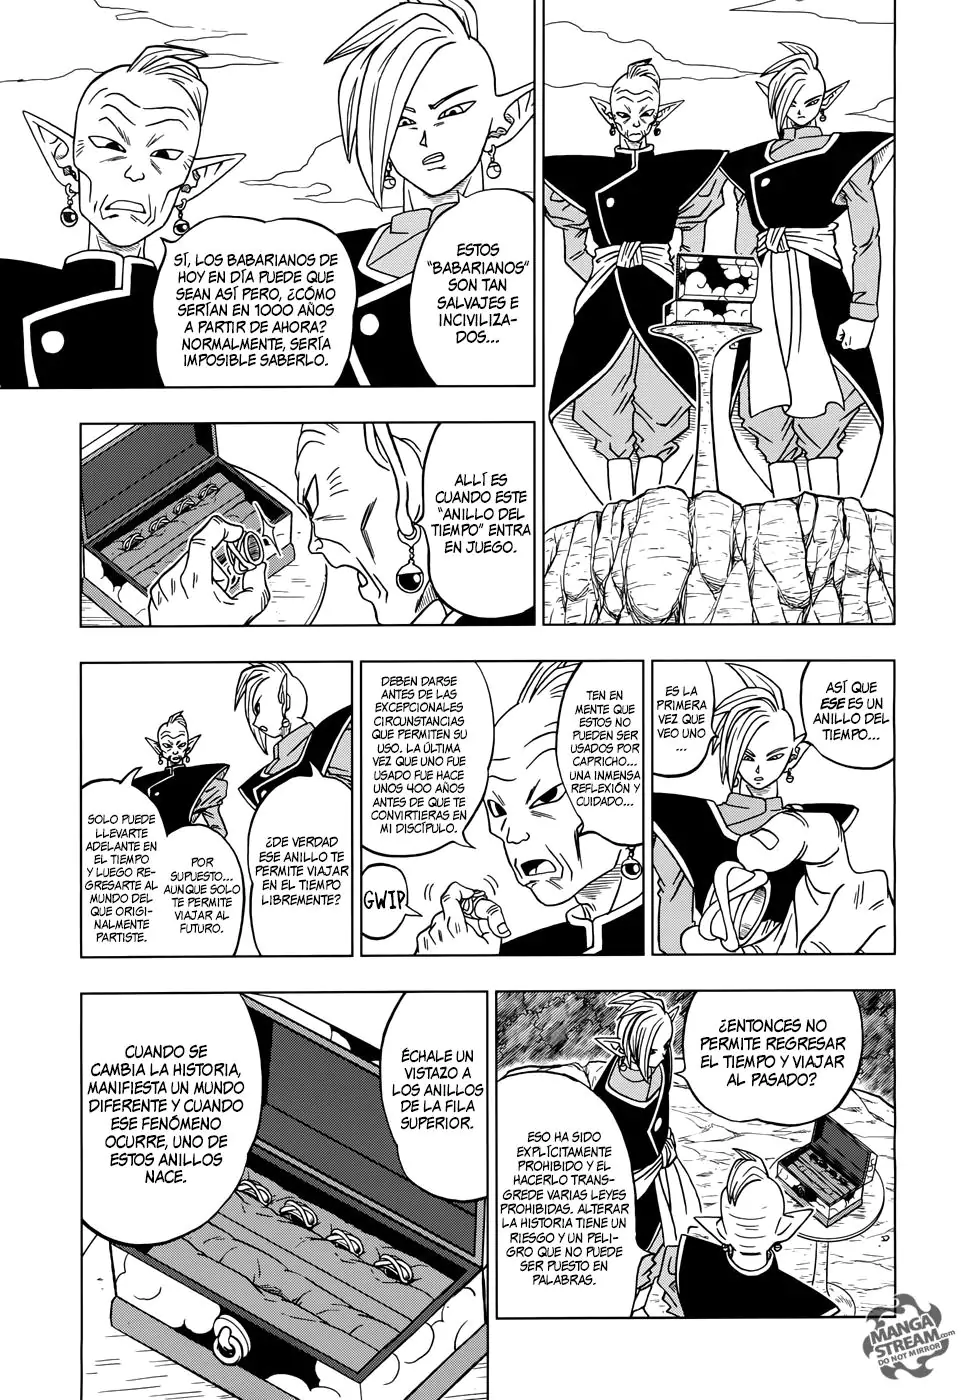 ESTOS
"BABARIANOS"
SON TAN
SALVAJES E
INCIVILIZA-
DOS...
SÍ, LOS BABARIANOS DE
HOY EN DÍA PUEDE QUE
SEAN ASÍ PERO, ¿CÓMO
SERÍAN EN 1000 AÑOS
A PARTIR DE AHORA?
NORMALMENTE, SERÍA
IMPOSIBLE SABERLO.
ALLÍ ES
CUANDO ESTE
"ANILLO DEL
TIEMPO" ENTRA
EN JUEGO.
ASÍ QUE
ESE ES UN
ANILLO DEL
TIEMPO...
ES LA
PRIMERA
VEZ QUE
VEO UNO
...
TEN EN
MENTE QUE
ESTOS NO
PUEDEN SER
USADOS POR
CAPRICHO...
UNA INMENSA
REFLEXIÓN Y
CUIDADO...
DEBEN DARSE
ANTES DE LAS
EXCEPCIONALES
CIRCUNSTANCIAS
QUE PERMITEN SU
USO. LA ÚLTIMA
VEZ QUE UNO FUE
USADO FUE HACE
UNOS 400 AÑOS
ANTES DE QUE TE
CONVIRTIERAS EN
MI DISCÍPULO.
GWIP
¿DE VERDAD
ESE ANILLO TE
PERMITE VIAJAR
EN EL TIEMPO
LIBREMENTE?
POR
SUPUESTO...
AUNQUE SOLO
TE PERMITE
VIAJAR AL
FUTURO.
SOLO PUEDE
LLEVARTE
ADELANTE EN
EL TIEMPO
Y LUEGO RE-
GRESARTE AL
MUNDO DEL
QUE ORIGI-
NALMENTE
PARTISTE.
¿ENTONCES NO
PERMITE REGRESAR
EL TIEMPO Y VIAJAR
AL PASADO?
ESO HA SIDO
EXPLÍCITAMENTE
PROHIBIDO Y EL
HACERLO TRANS-
GREDE VARIAS LEYES
PROHIBIDAS. ALTERAR
LA HISTORIA TIENE UN
RIESGO Y UN PELI-
GRO QUE NO PUEDE
SER PUESTO EN
PALABRAS.
ÉCHALE UN
VISTAZO A
LOS ANILLOS
DE LA FILA
SUPERIOR.
CUANDO SE
CAMBIA LA HISTORIA,
MANIFIESTA UN MUNDO
DIFERENTE Y CUANDO
ESE FENÓMENO
OCURRE, UNO DE
ESTOS ANILLOS
NACE.
MANGA
STREAM.com
DO NOT MIRROR